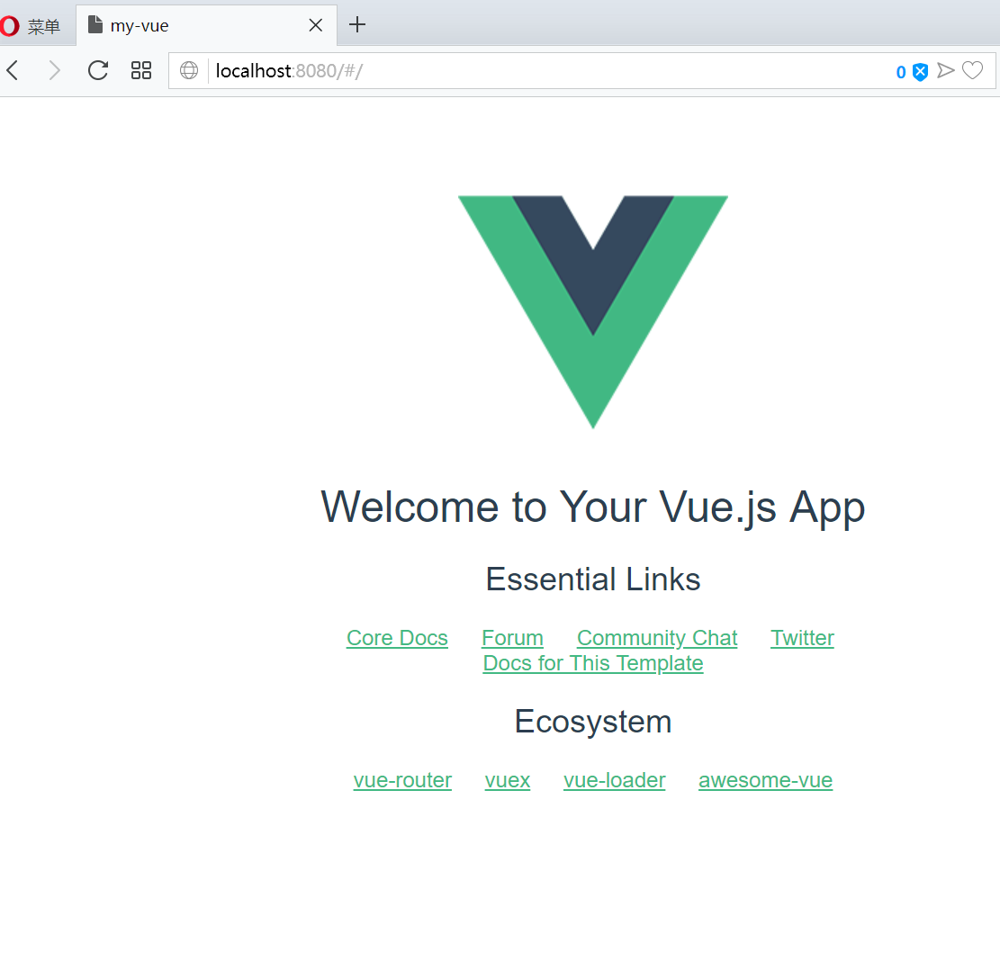 菜单 my-vue
localhost:8080/#/ 0
Welcome to Your Vue.js App
Essential Links
Core Docs Forum Community Chat Twitter
Docs for This Template
Ecosystem
vue-router vuex vue-loader awesome-vue